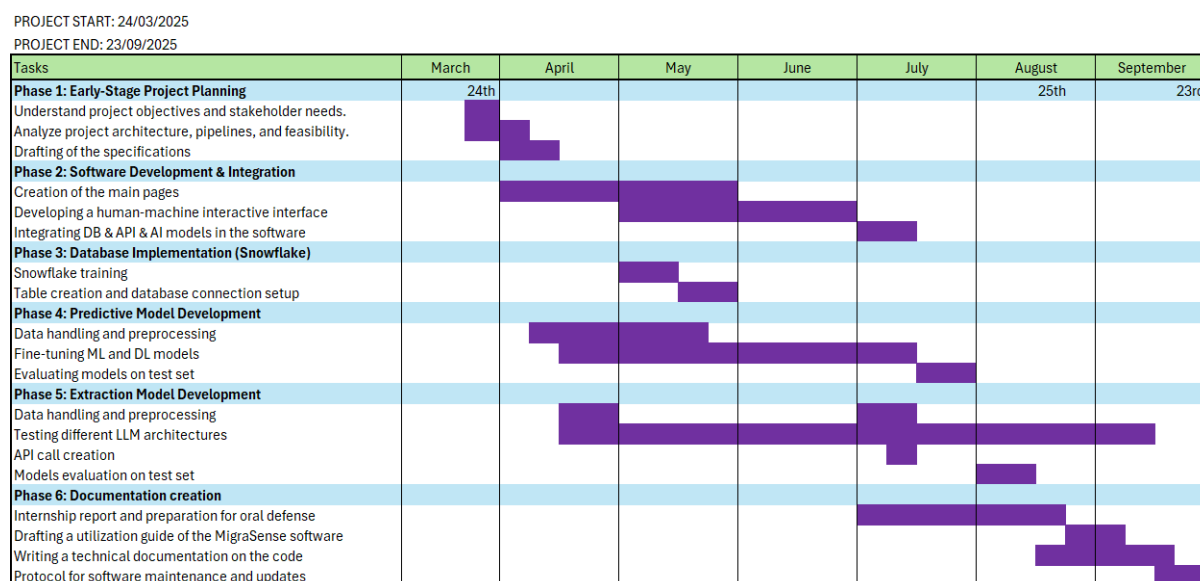 PROJECT START: 24/03/2025
PROJECT END: 23/09/2025
Tasks March April May June July August September
Phase 1: Early-Stage Project Planning 24th 25th 23rd
Understand project objectives and stakeholder needs.
Analyze project architecture, pipelines, and feasibility.
Drafting of the specifications
Phase 2: Software Development & Integration
Creation of the main pages
Developing a human-machine interactive interface
Integrating DB & API & AI models in the software
Phase 3: Database Implementation (Snowflake)
Snowflake training
Table creation and database connection setup
Phase 4: Predictive Model Development
Data handling and preprocessing
Fine-tuning ML and DL models
Evaluating models on test set
Phase 5: Extraction Model Development
Data handling and preprocessing
Testing different LLM architectures
API call creation
Models evaluation on test set
Phase 6: Documentation creation
Internship report and preparation for oral defense
Drafting a utilization guide of the MigraSense software
Writing a technical documentation on the code
Protocol for software maintenance and updates